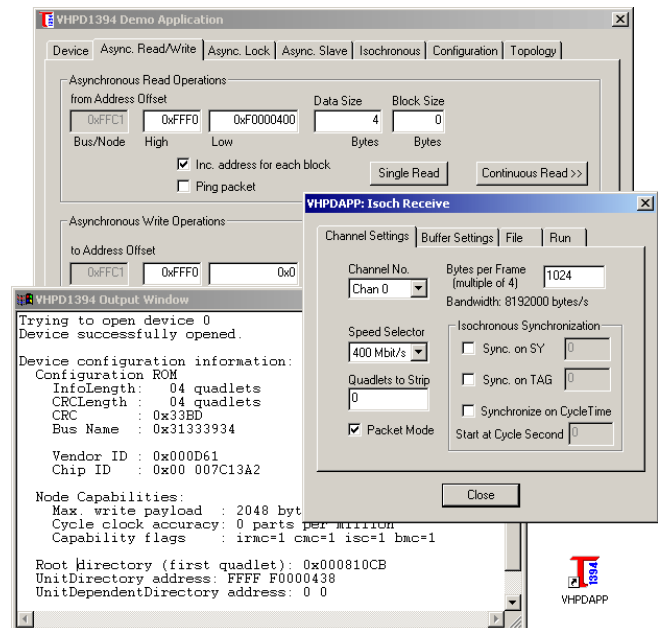 VHPD1394 Demo Application
Device Async. Read/Write Async. Lock Async. Slave Isochronous Configuration Topology
Asynchronous Read Operations
from Address Offset Data Size Block Size
0xFFC1 0xFFF0 0xF0000400 4 0
Bus/Node High Low Bytes Bytes
Inc. address for each block
Ping packet
Single Read Continuous Read >>
Asynchronous Write Operations
to Address Offset
0xFFC1 0xFFF0 0x0
VHPDAPP: Isoch Receive
Channel Settings Buffer Settings File Run
Channel No.
Chan 0
Bytes per Frame
(multiple of 4)
1024
Bandwidth: 8192000 bytes/s
Speed Selector
400 Mbit/s
Quadlets to Strip
0
Packet Mode
Isochronous Synchronization
Sync. on SY 0
Sync. on TAG 0
Synchronize on CycleTime
Start at Cycle Second 0
Close
VHPD1394 Output Window
Trying to open device 0
Device successfully opened.
Device configuration information:
Configuration ROM
InfoLength: 04 quadlets
CRCLength : 04 quadlets
CRC : 0x33BD
Bus Name : 0x31333934
Vendor ID : 0x000D61
Chip ID : 0x00 007C13A2
Node Capabilities:
Max. write payload : 2048 byt
Cycle clock accuracy: 0 parts per million
Capability flags : irmc=1 cmc=1 isc=1 bmc=1
Root directory (first quadlet): 0x000810CB
UnitDirectory address: FFFF F0000438
UnitDependentDirectory address: 0 0
1394
VHPDAPP